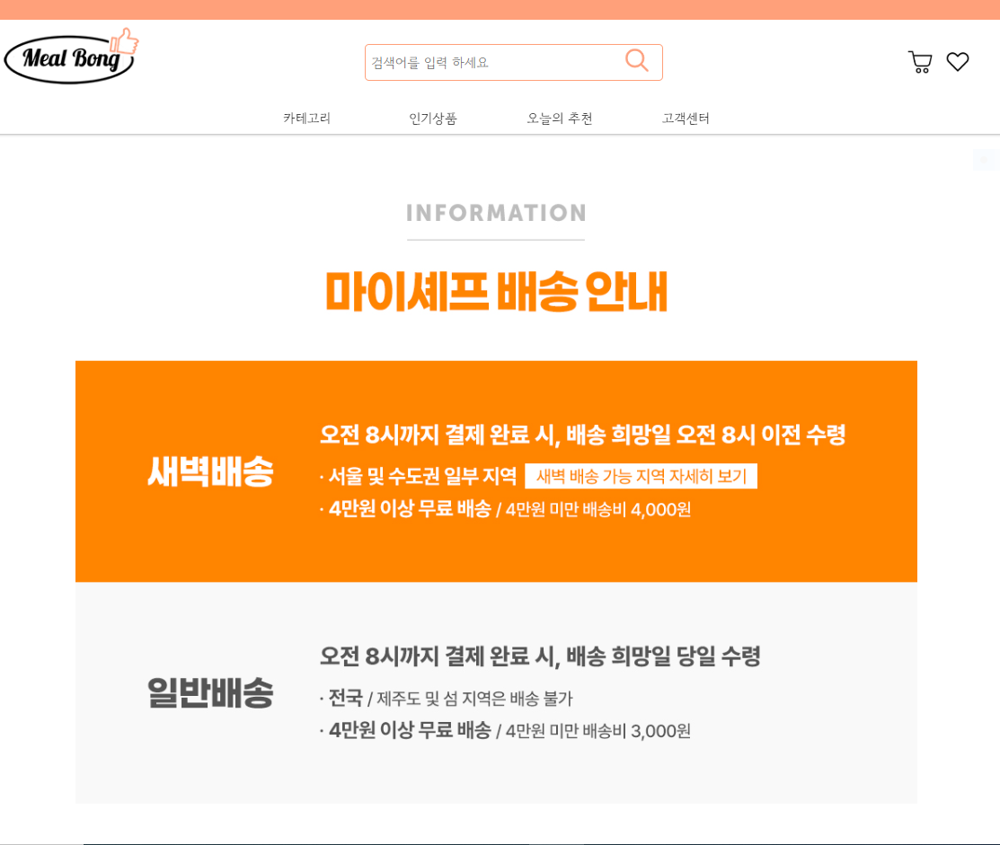 Meal Bong
검색어를 입력 하세요
카테고리 인기상품 오늘의 추천 고객센터
INFORMATION
마이셰프 배송 안내
새벽배송
오전 8시까지 결제 완료 시, 배송 희망일 오전 8시 이전 수령
· 서울 및 수도권 일부 지역 새벽 배송 가능 지역 자세히 보기
· 4만원 이상 무료 배송 / 4만원 미만 배송비 4,000원
일반배송
오전 8시까지 결제 완료 시, 배송 희망일 당일 수령
· 전국 / 제주도 및 섬 지역은 배송 불가
· 4만원 이상 무료 배송 / 4만원 미만 배송비 3,000원